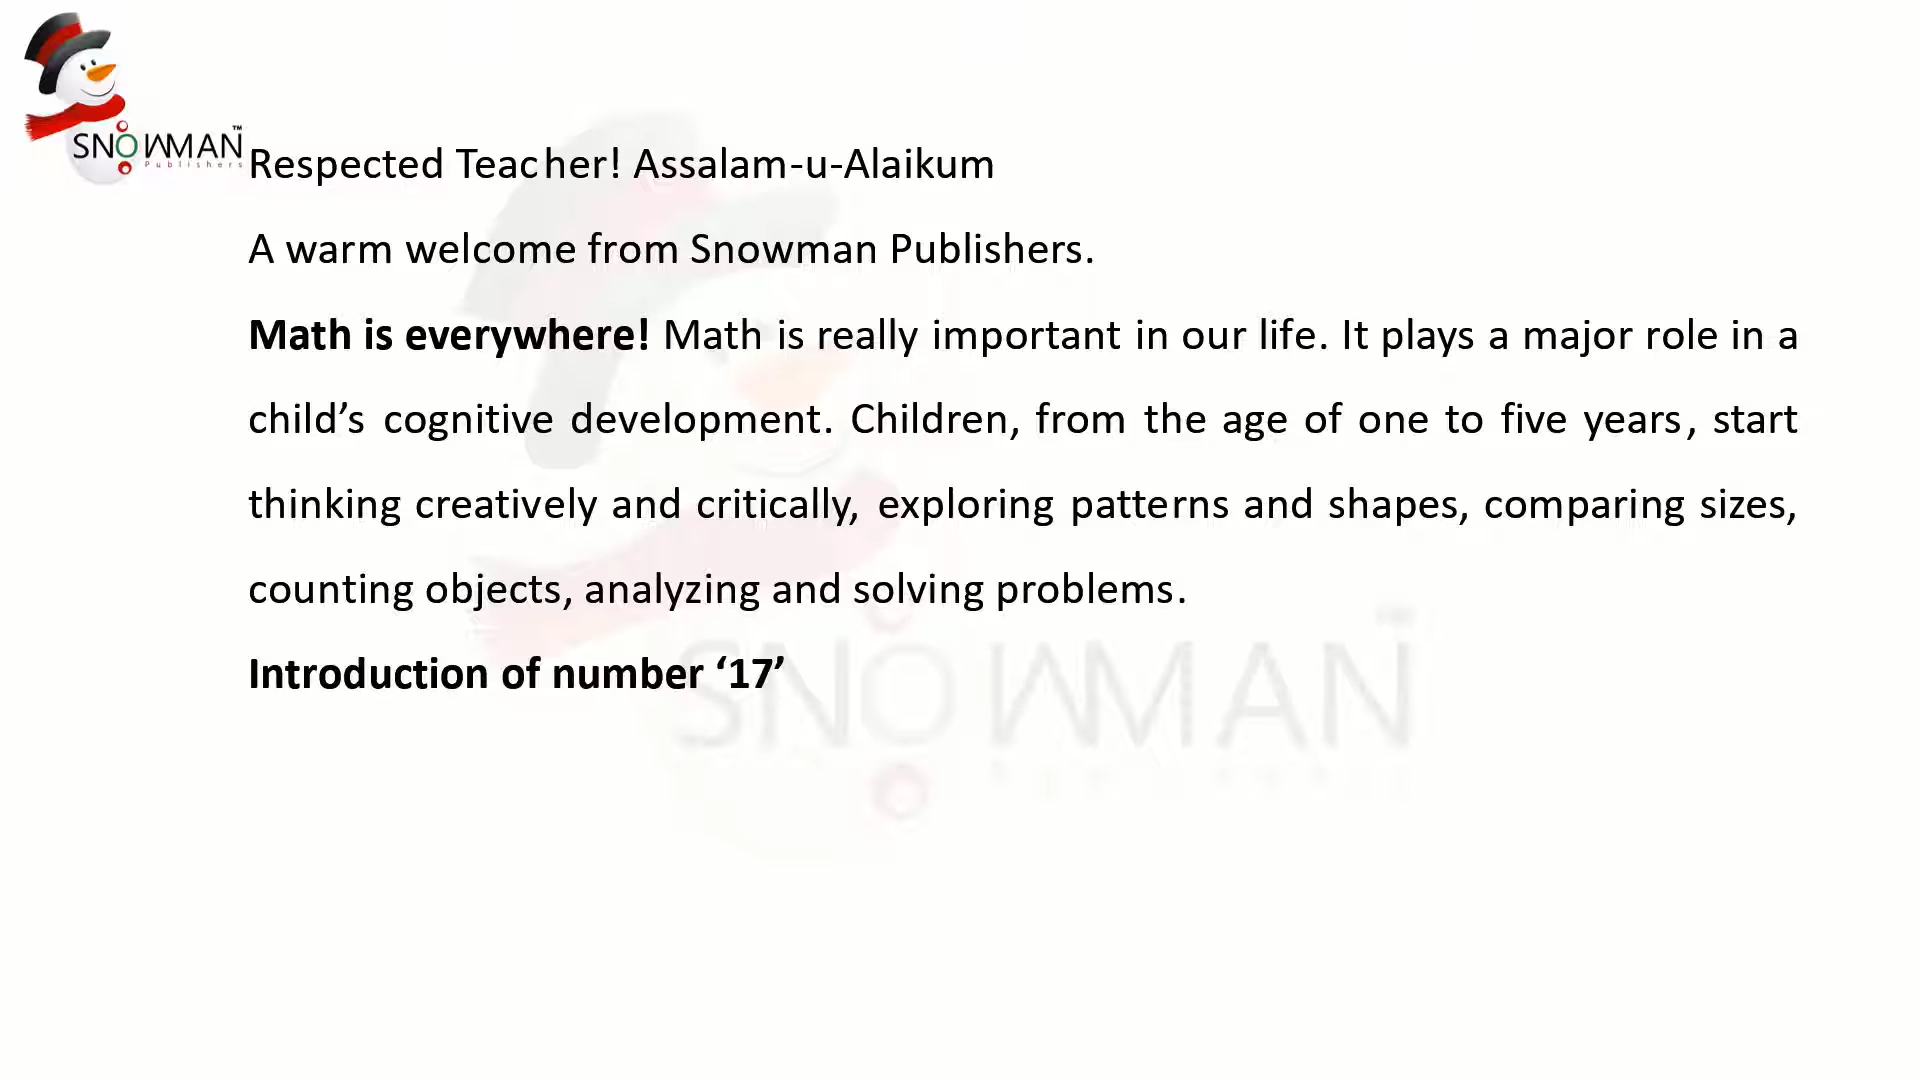 SNOWMAN™
Publishers
Respected Teacher! Assalam-u-Alaikum
A warm welcome from Snowman Publishers.
Math is everywhere! Math is really important in our life. It plays a major role in a
child’s cognitive development. Children, from the age of one to five years, start
thinking creatively and critically, exploring patterns and shapes, comparing sizes,
counting objects, analyzing and solving problems.
Introduction of number ‘17’
SNOWMAN™